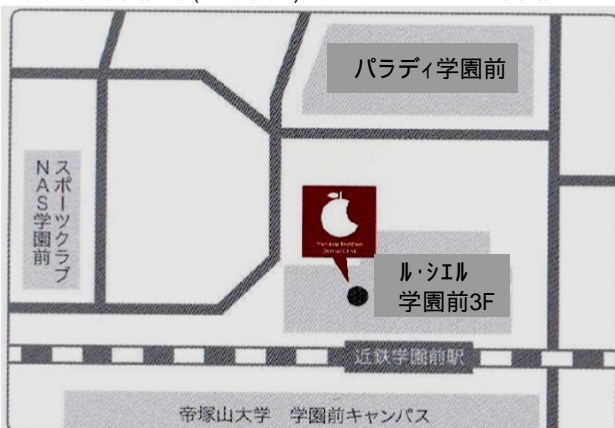 パラディ学園前
スポーツクラブ
NAS学園前
ル・シエル
学園前3F
近鉄学園前駅
帝塚山大学 学園前キャンパス